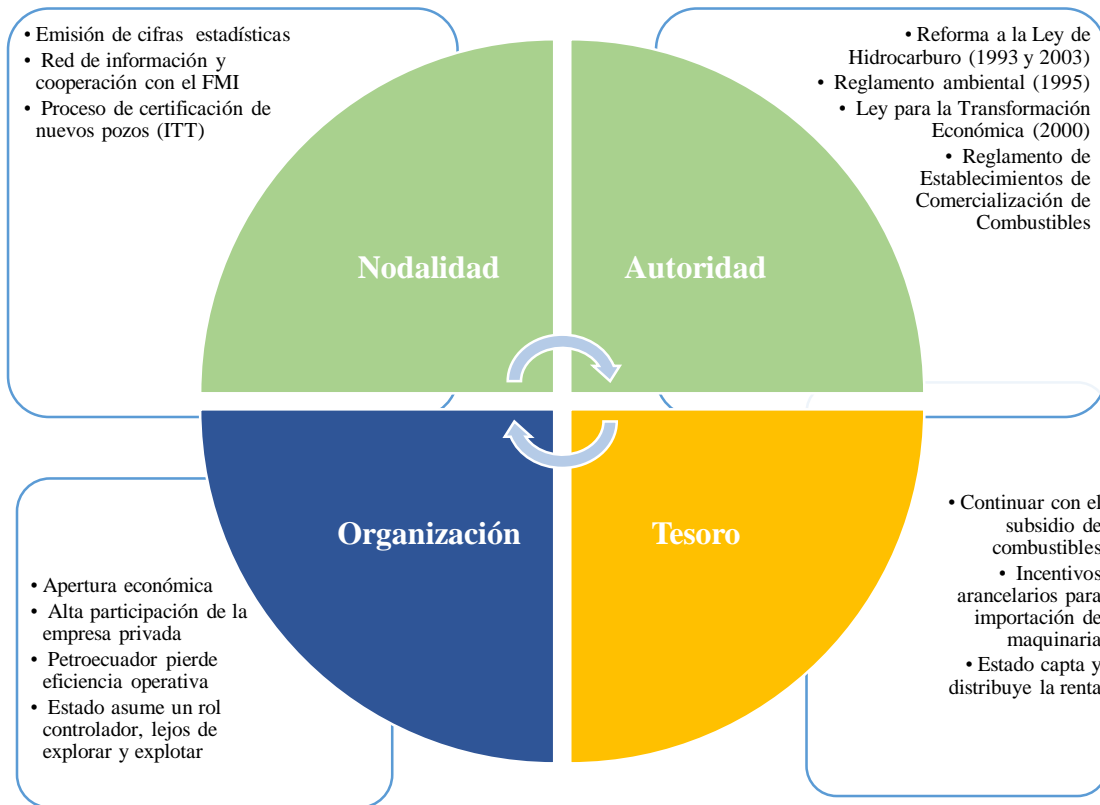 • Emisión de cifras estadísticas
• Red de información y
cooperación con el FMI
• Proceso de certificación de
nuevos pozos (ITT)
• Reforma a la Ley de
Hidrocarburo (1993 y 2003)
• Reglamento ambiental (1995)
• Ley para la Transformación
Económica (2000)
• Reglamento de
Establecimientos de
Comercialización de
Combustibles
Nodalidad
Autoridad
Organización
Tesoro
• Apertura económica
• Alta participación de la
empresa privada
• Petroecuador pierde
eficiencia operativa
• Estado asume un rol
controlador, lejos de
explorar y explotar
• Continuar con el
subsidio de
combustibles
• Incentivos
arancelarios para
importación de
maquinaria
• Estado capta y
distribuye la renta